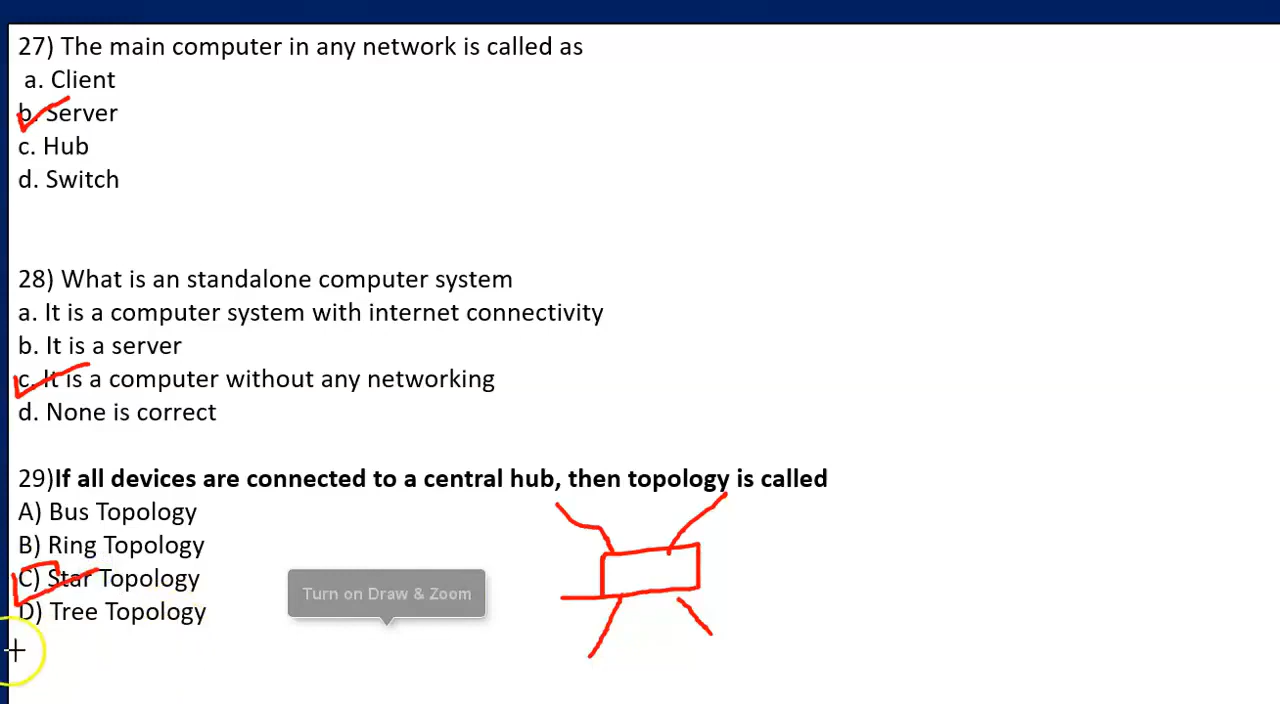 27) The main computer in any network is called as
a. Client
b. Server
c. Hub
d. Switch
28) What is an standalone computer system
a. It is a computer system with internet connectivity
b. It is a server
c. It is a computer without any networking
d. None is correct
29)If all devices are connected to a central hub, then topology is called
A) Bus Topology
B) Ring Topology
C) Star Topology
Turn on Draw & Zoom
D) Tree Topology